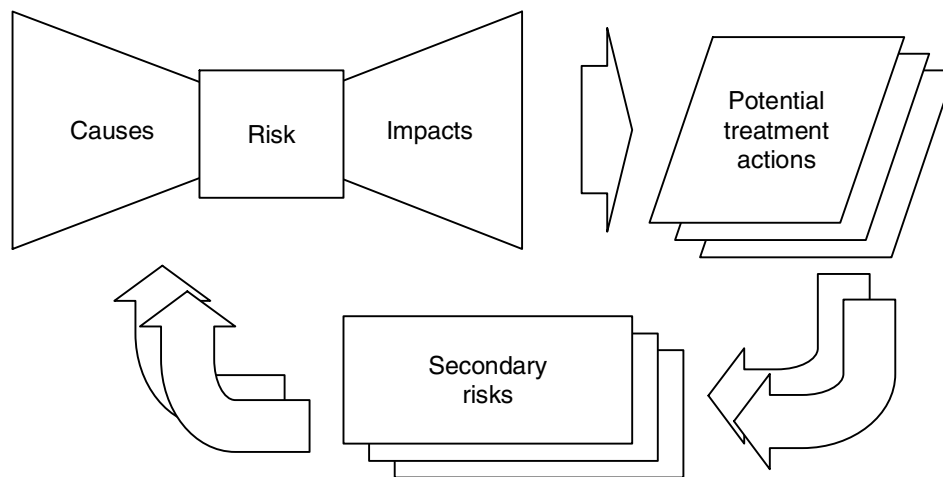 Causes
Risk
Impacts
Potential
treatment
actions
Secondary
risks